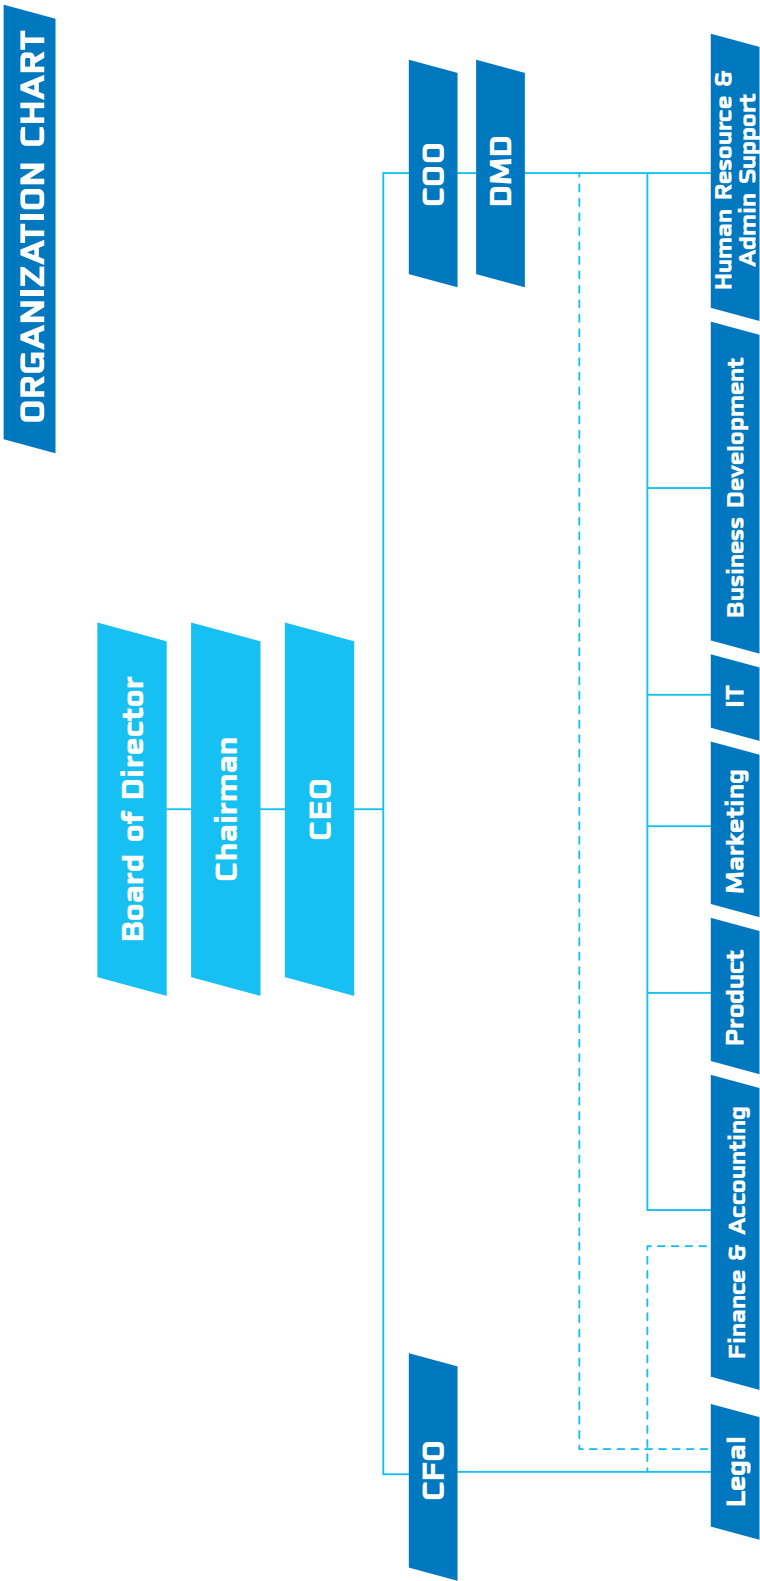 ORGANIZATION CHART
Board of Director
Chairman
CEO
CFO
COO
DMD
Legal
Finance & Accounting
Product
Marketing
IT
Business Development
Human Resource &
Admin Support